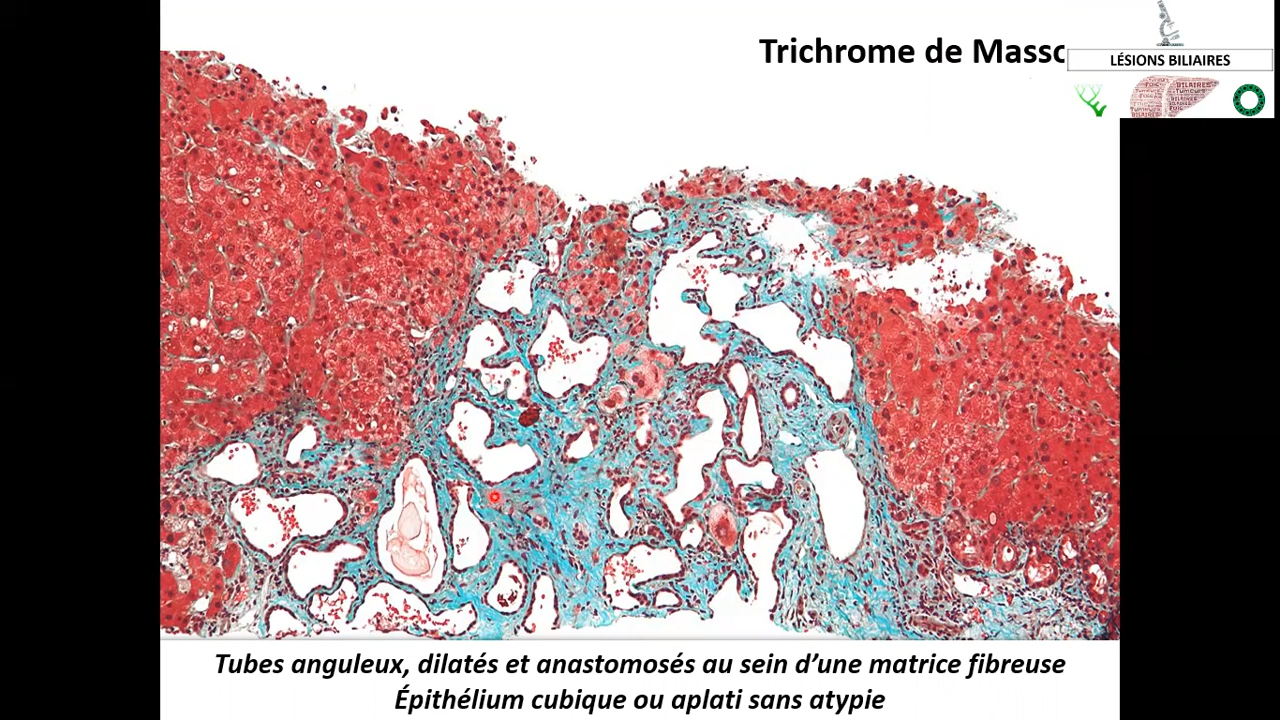 Trichrome de Massc
LÉSIONS BILIAIRES
BILIAIRES
Tubes anguleux, dilatés et anastomosés au sein d’une matrice fibreuse
Épithélium cubique ou aplati sans atypie